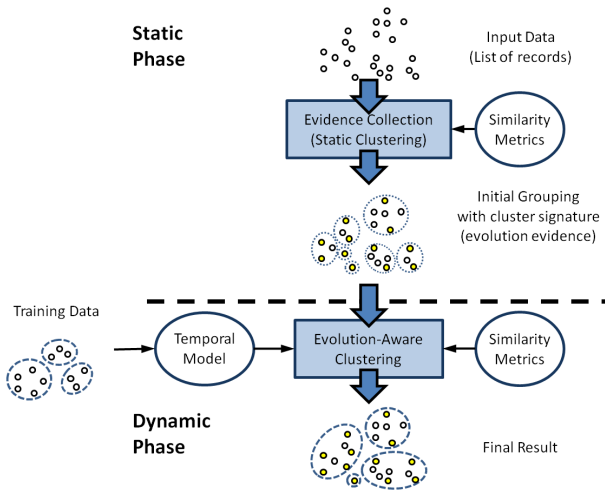 Static
Phase
Input Data
(List of records)
Evidence Collection
(Static Clustering)
Similarity
Metrics
Initial Grouping
with cluster signature
(evolution evidence)
Training Data
Temporal
Model
Evolution-Aware
Clustering
Similarity
Metrics
Dynamic
Phase
Final Result